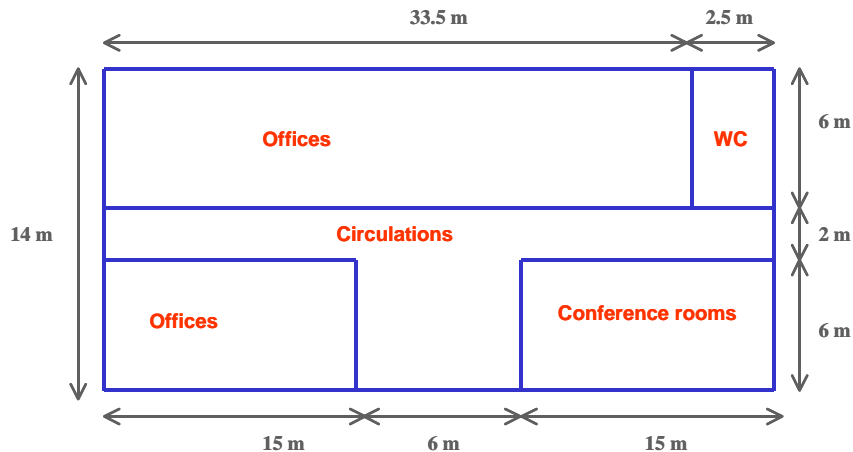 33.5 m
2.5 m
Offices
WC
6 m
14 m
Circulations
2 m
Offices
Conference rooms
6 m
15 m
6 m
15 m